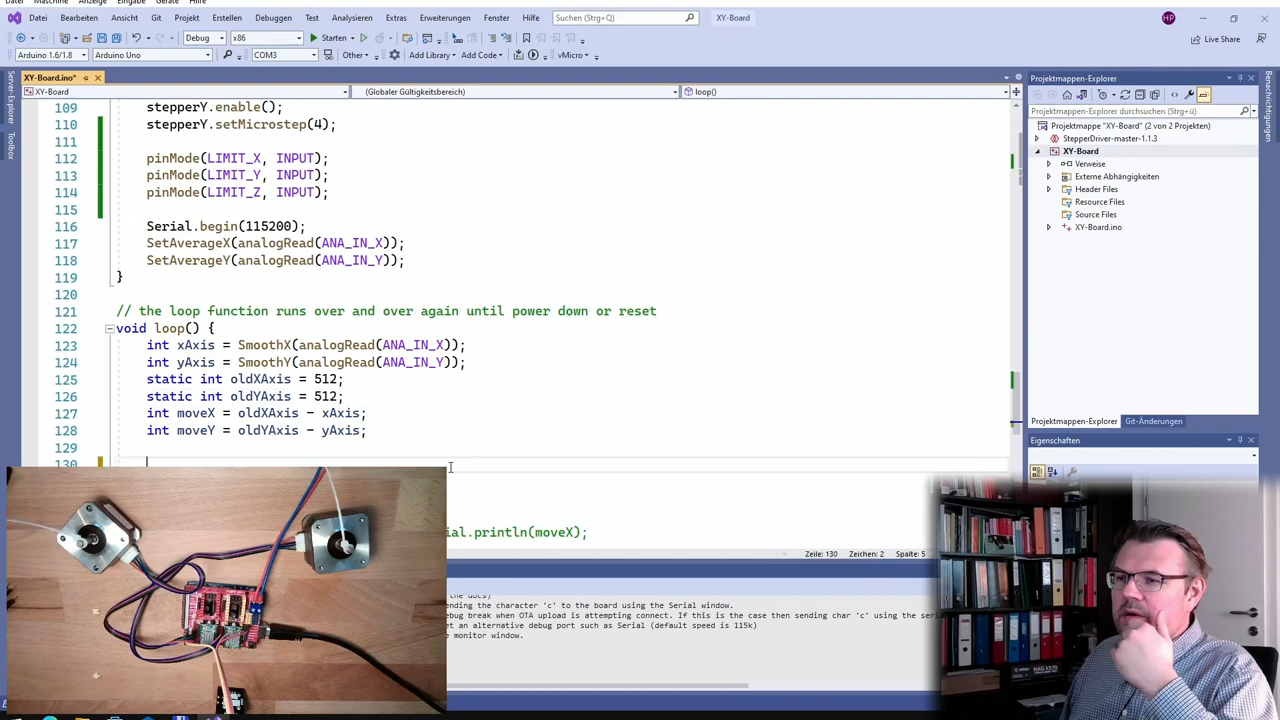 Datei Bearbeiten Ansicht Git Projekt Erstellen Debuggen Test Analysieren Extras Erweiterungen Fenster Hilfe Suchen (Strg+Q) XY-Board HP
Debug x86 Starten Live Share
Arduino 1.6/1.8 Arduino Uno COM3 Other Add Library Add Code vMicro
XY-Board.ino*
XY-Board (Globaler Gültigkeitsbereich) loop()
Server-Explorer
Toolbox
109 stepperY.enable();
110 stepperY.setMicrostep(4);
111
112 pinMode(LIMIT_X, INPUT);
113 pinMode(LIMIT_Y, INPUT);
114 pinMode(LIMIT_Z, INPUT);
115
116 Serial.begin(115200);
117 SetAverageX(analogRead(ANA_IN_X));
118 SetAverageY(analogRead(ANA_IN_Y));
119 }
120
121 // the loop function runs over and over again until power down or reset
122 void loop() {
123 int xAxis = SmoothX(analogRead(ANA_IN_X));
124 int yAxis = SmoothY(analogRead(ANA_IN_Y));
125 static int oldXAxis = 512;
126 static int oldYAxis = 512;
127 int moveX = oldXAxis - xAxis;
128 int moveY = oldYAxis - yAxis;
129
130
ial.println(moveX);
Zeile: 130 Zeichen: 2 Spalte: 5
the docs)
ending the character 'c' to the board using the Serial window.
ebug break when OTA upload is attempting connect. If this is the case then sending char 'c' using the seri
et an alternative debug port such as Serial (default speed is 115k)
e monitor window.
Projektmappen-Explorer
Projektmappen-Explorer durchsuchen (Strg+ü)
Projektmappe "XY-Board" (2 von 2 Projekten)
StepperDriver-master-1.1.3
XY-Board
Verweise
Externe Abhängigkeiten
Header Files
Resource Files
Source Files
XY-Board.ino
Projektmappen-Explorer Git-Änderungen
Eigenschaften
Benachrichtigungen